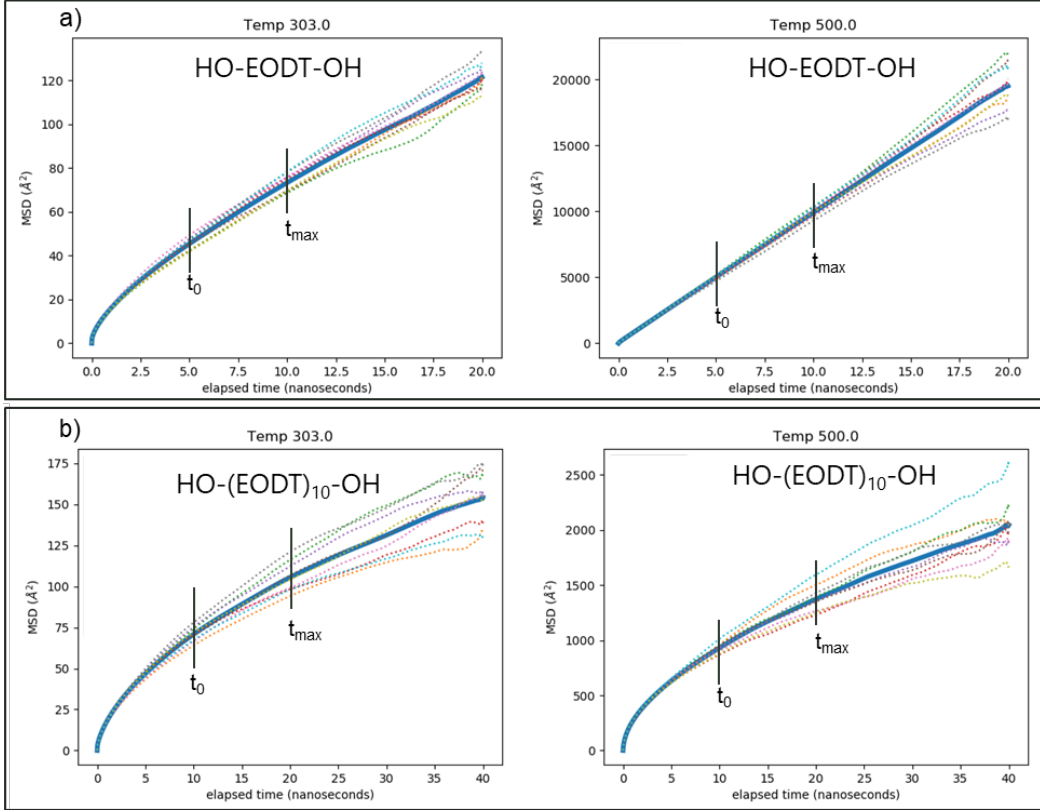 a)
Temp 303.0
HO-EODT-OH
120
100
80
60
40
20
0
MSD (Å²)
t₀
tmax
0.0 2.5 5.0 7.5 10.0 12.5 15.0 17.5 20.0
elapsed time (nanoseconds)
Temp 500.0
HO-EODT-OH
20000
15000
10000
5000
0
MSD (Å²)
t₀
tmax
0.0 2.5 5.0 7.5 10.0 12.5 15.0 17.5 20.0
elapsed time (nanoseconds)
b)
Temp 303.0
HO-(EODT)₁₀-OH
175
150
125
100
75
50
25
0
MSD (Å²)
t₀
tmax
0 5 10 15 20 25 30 35 40
elapsed time (nanoseconds)
Temp 500.0
HO-(EODT)₁₀-OH
2500
2000
1500
1000
500
0
MSD (Å²)
t₀
tmax
0 5 10 15 20 25 30 35 40
elapsed time (nanoseconds)